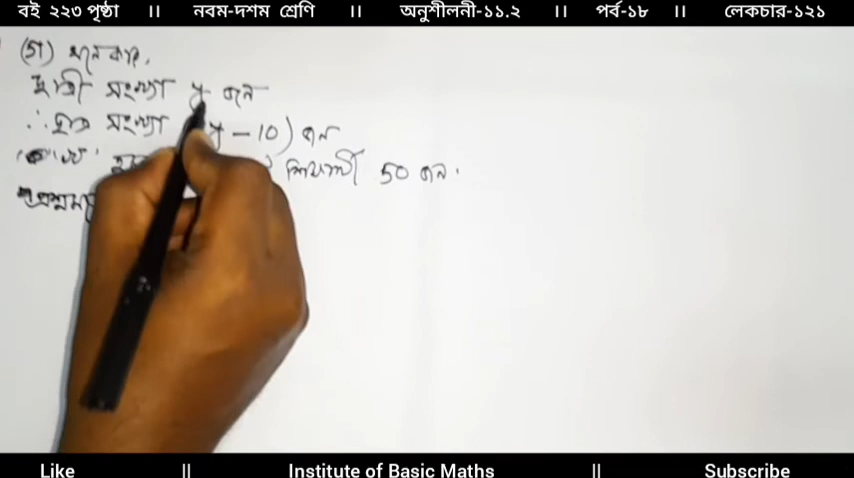 বই ২২৩ পৃষ্ঠা || নবম-দশম শ্রেণি || অনুশীলনী-১১.২ || পর্ব-১৮ || লেকচার-১২১
(গ) মনে করি,
ছাত্রী সংখ্যা জন
∴ ছাত্র সংখ্যা - 10) জন
'খ' শিক্ষার্থী 50 জন।
Like || Institute of Basic Maths || Subscribe